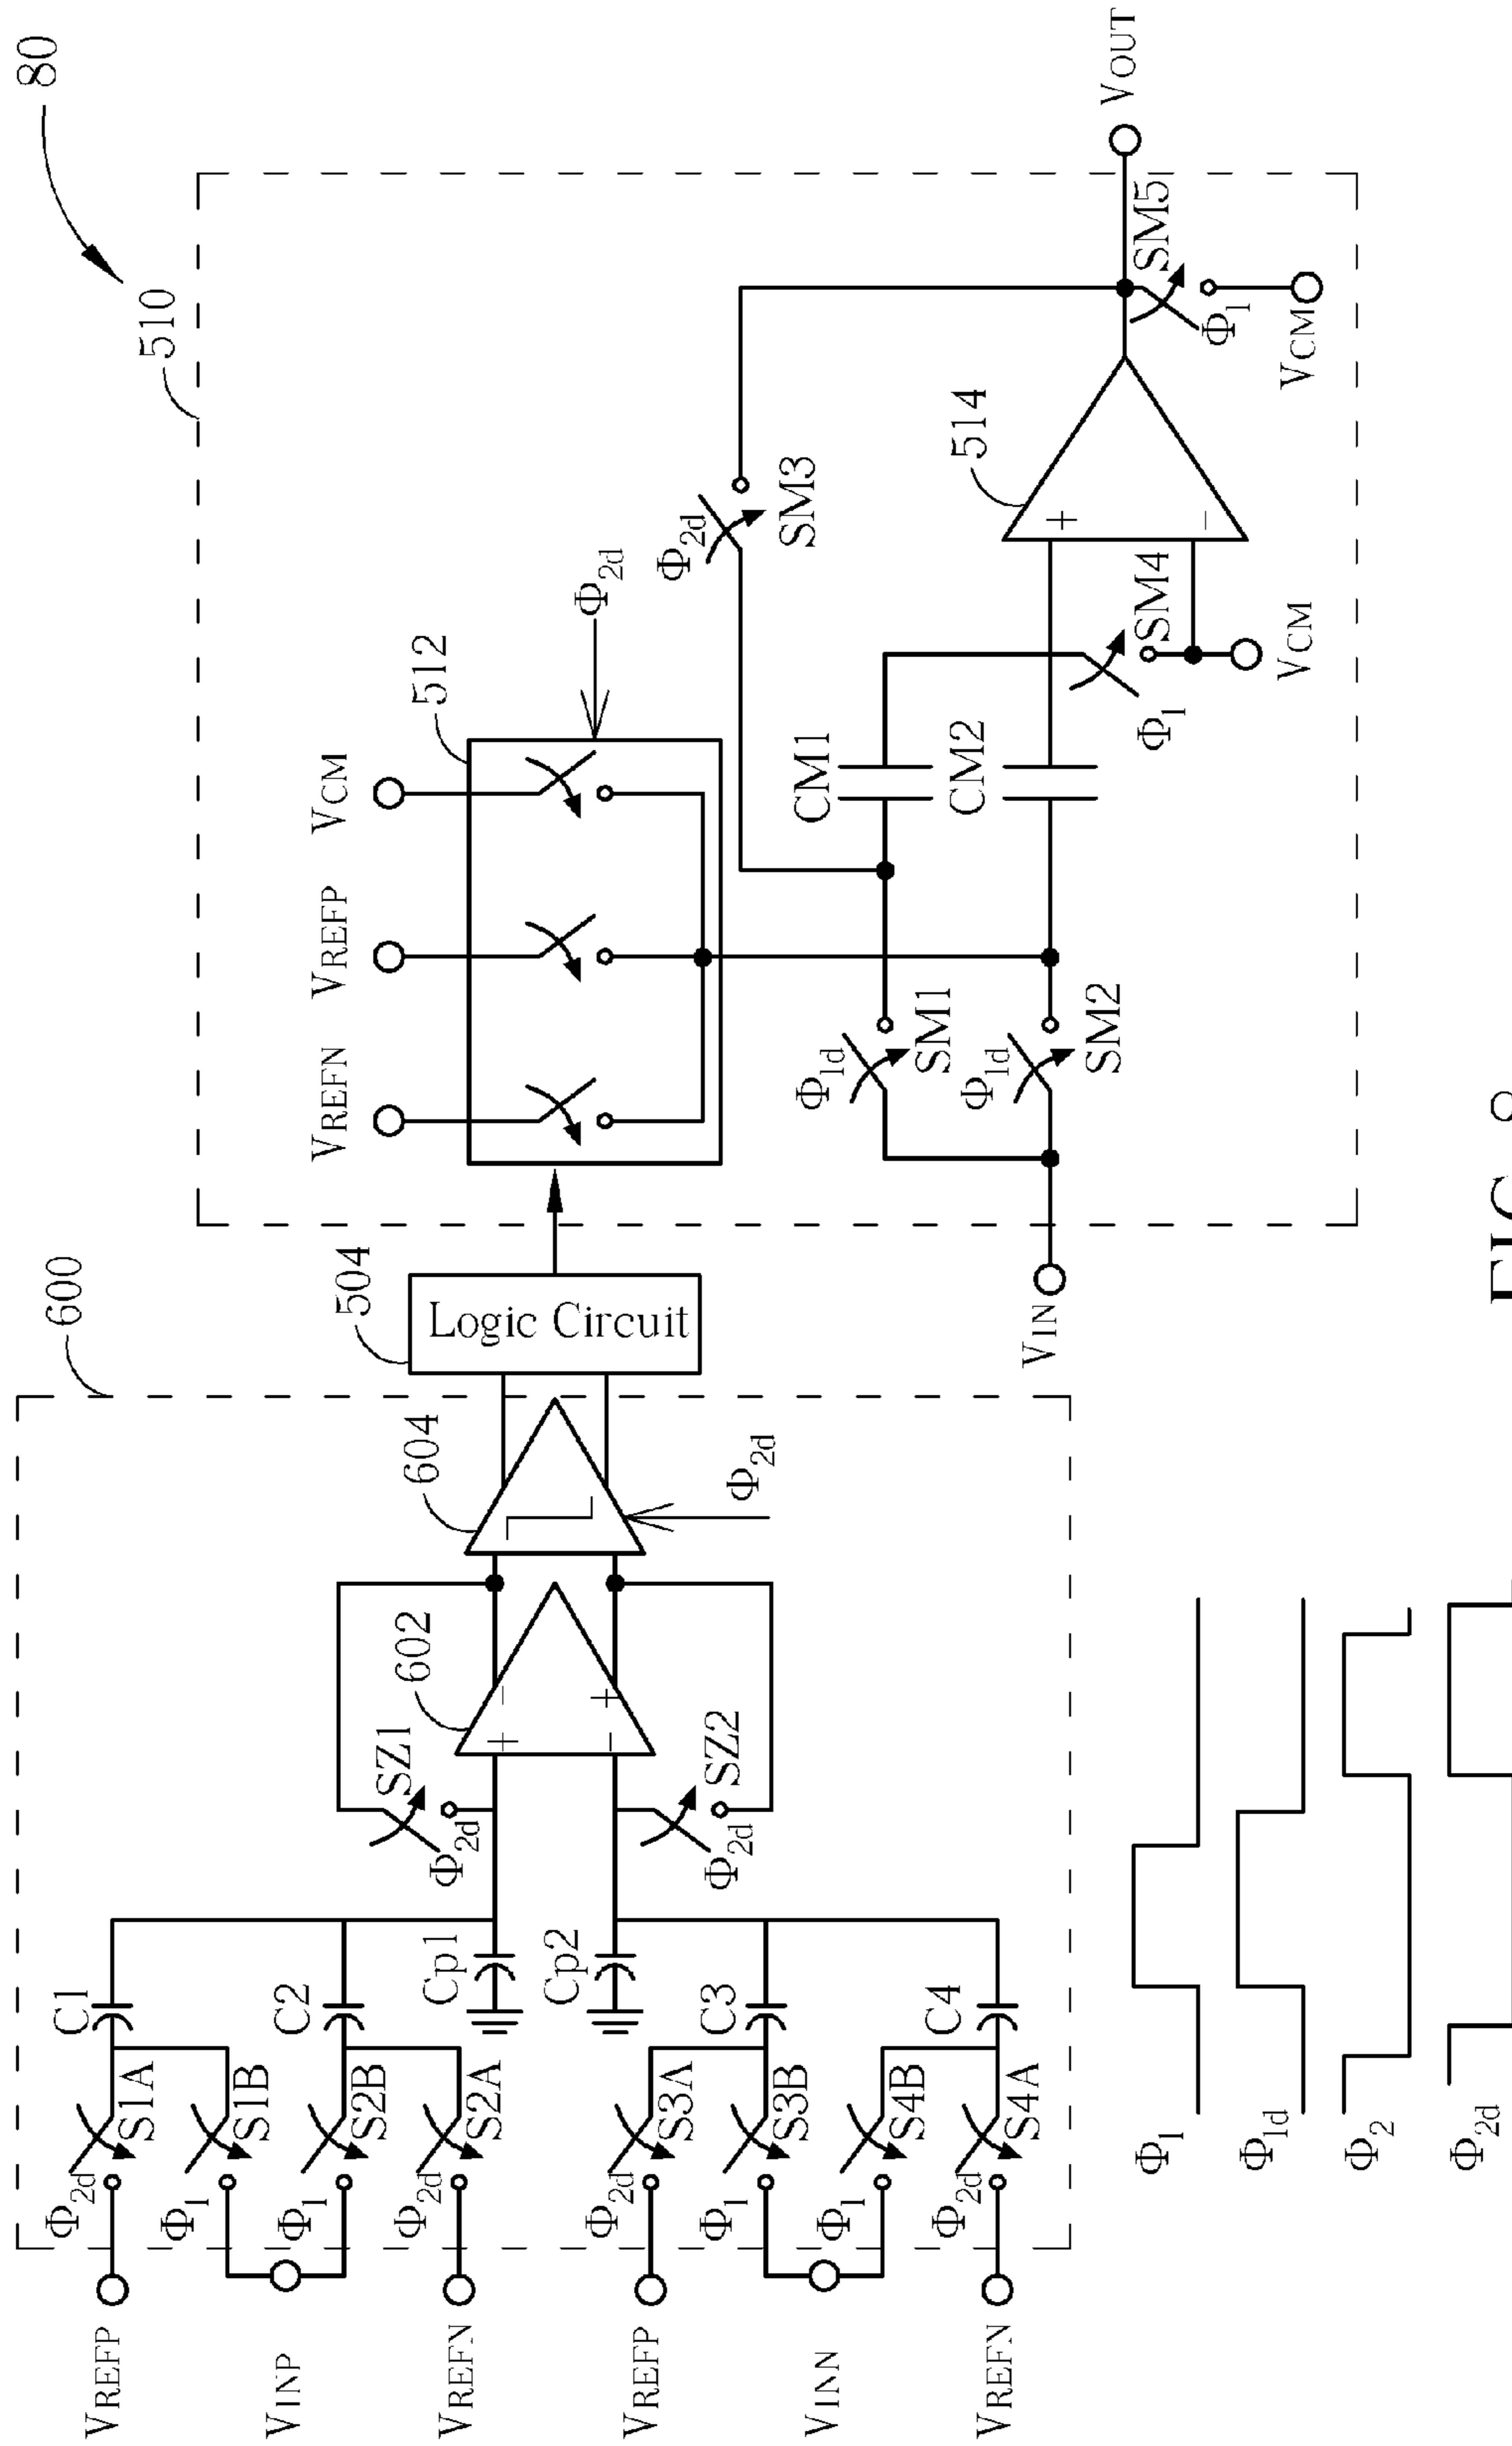 80
600
510
504
512
514
602
604
VREFP
VINP
VREFN
VREFP
VINN
VREFN
Φ2d
S1A
Φ1
S1B
Φ1
S2B
Φ2d
S2A
Φ2d
S3A
Φ1
S3B
Φ1
S4B
Φ2d
S4A
C1
C2
Cp1
Cp2
C3
C4
SZ1
Φ2d
SZ2
Φ2d
+
−
−
+
Φ2d
Logic Circuit
VREFN
VREFP
VCM
Φ2d
VIN
Φ1d
SM1
Φ1d
SM2
CM1
CM2
Φ2d
SM3
SM4
Φ1
VCM
+
−
SM5
Φ1
VCM
VOUT
Φ1
Φ1d
Φ2
Φ2d